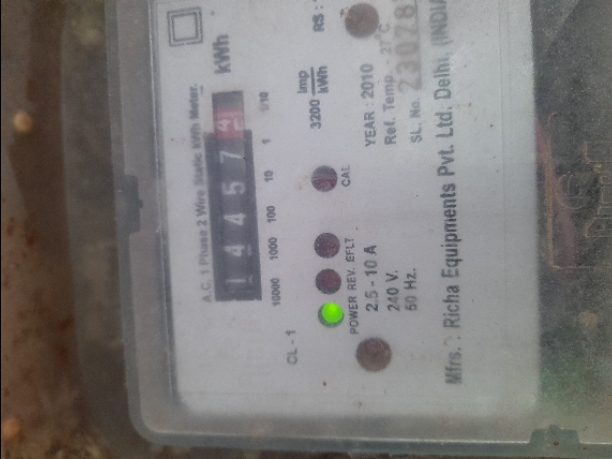 A.C. 1 Phase 2 Wire Static kWh Meter.
1 4 4 5 7 kWh
10000 1000 100 10 1 1/10
3200 Imp/kWh
CL - 1
POWER REV. EFLT CAL
2.5 - 10 A YEAR : 2010 RS :
240 V. Ref. Temp. - 27°C
50 Hz. SL. No. 23078
Mfrs. : Richa Equipments Pvt. Ltd. Delhi. (INDIA